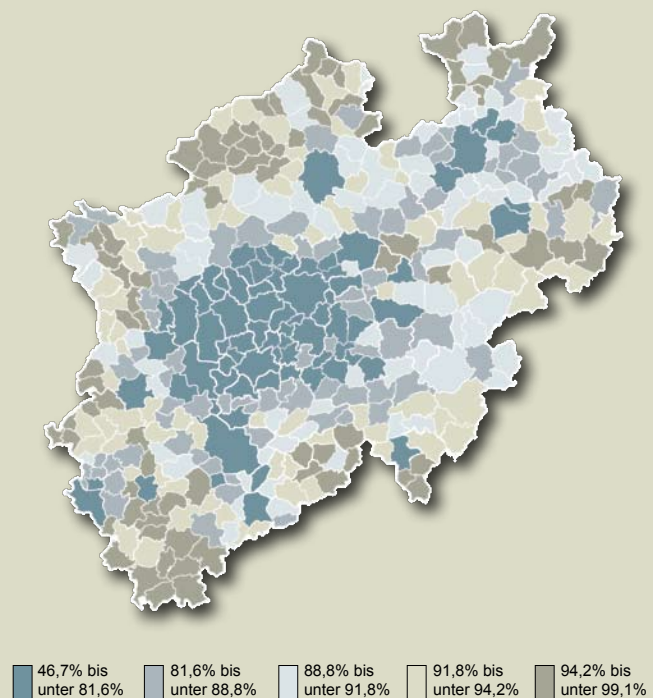 46,7% bis
unter 81,6%
81,6% bis
unter 88,8%
88,8% bis
unter 91,8%
91,8% bis
unter 94,2%
94,2% bis
unter 99,1%